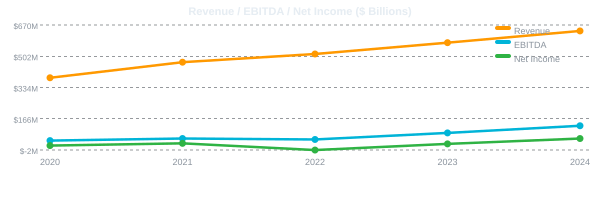 Revenue / EBITDA / Net Income ($ Billions)
$670M
Revenue
EBITDA
$502M
Net Income
$334M
$166M
$-2M
2020 2021 2022 2023 2024